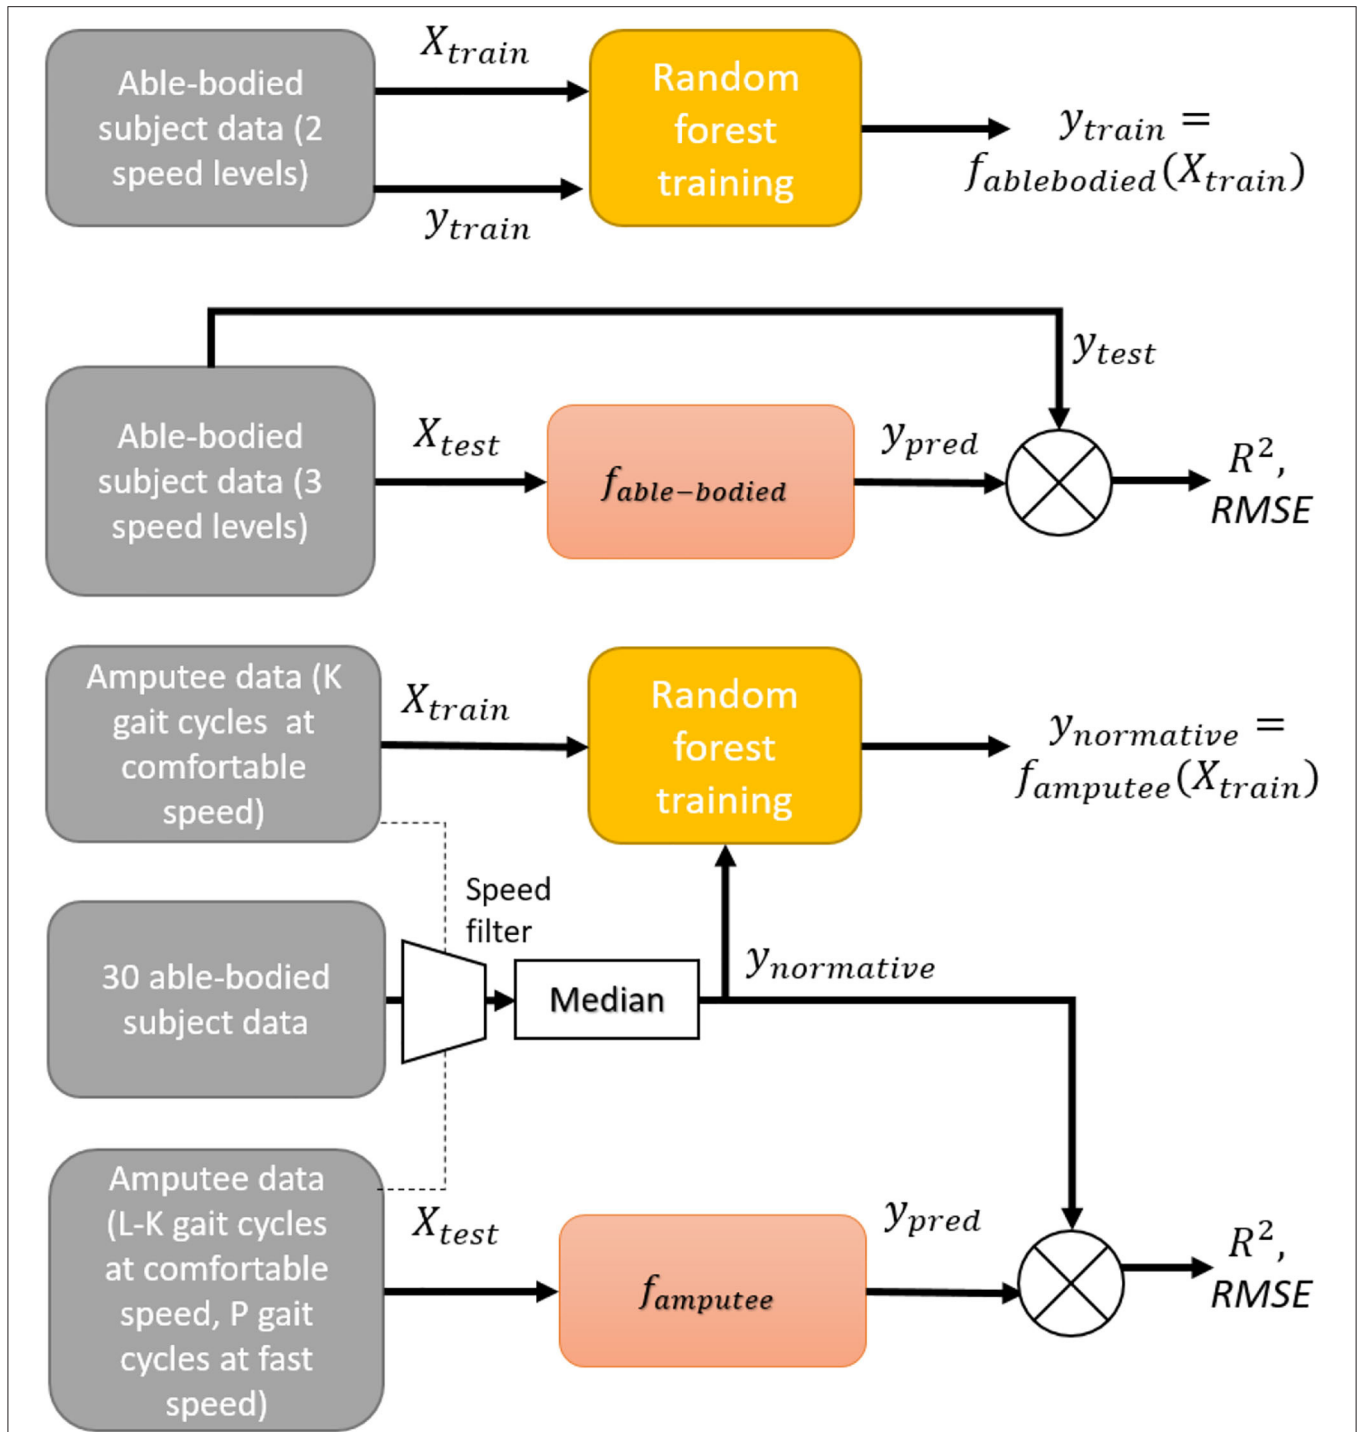 Able-bodied
subject data (2
speed levels)
X_train
y_train
Random
forest
training
y_train =
f_ablebodied(X_train)
Able-bodied
subject data (3
speed levels)
X_test
f_able−bodied
y_pred
y_test
R²,
RMSE
Amputee data (K
gait cycles at
comfortable
speed)
X_train
Random
forest
training
y_normative =
f_amputee(X_train)
30 able-bodied
subject data
Speed
filter
Median
y_normative
Amputee data
(L-K gait cycles
at comfortable
speed, P gait
cycles at fast
speed)
X_test
f_amputee
y_pred
R²,
RMSE